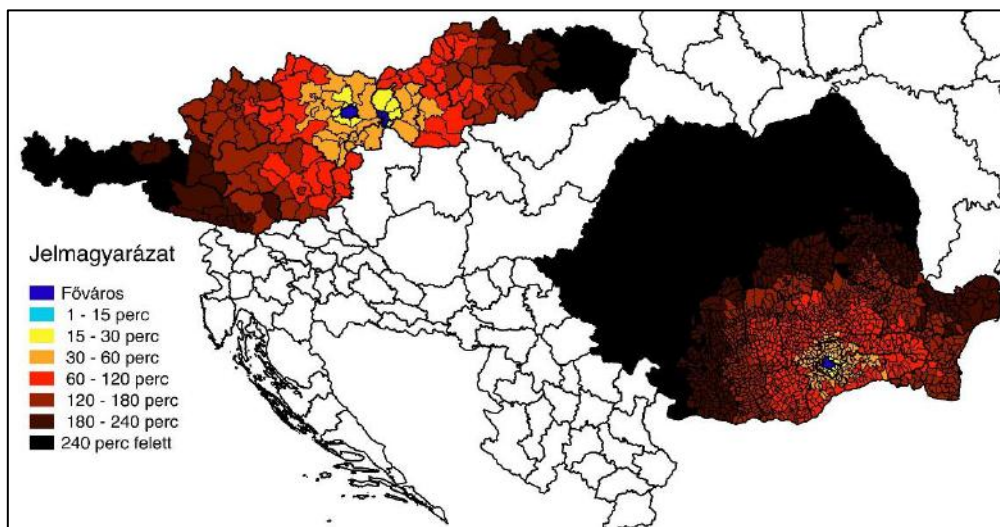 Jelmagyarázat
Főváros
1 - 15 perc
15 - 30 perc
30 - 60 perc
60 - 120 perc
120 - 180 perc
180 - 240 perc
240 perc felett